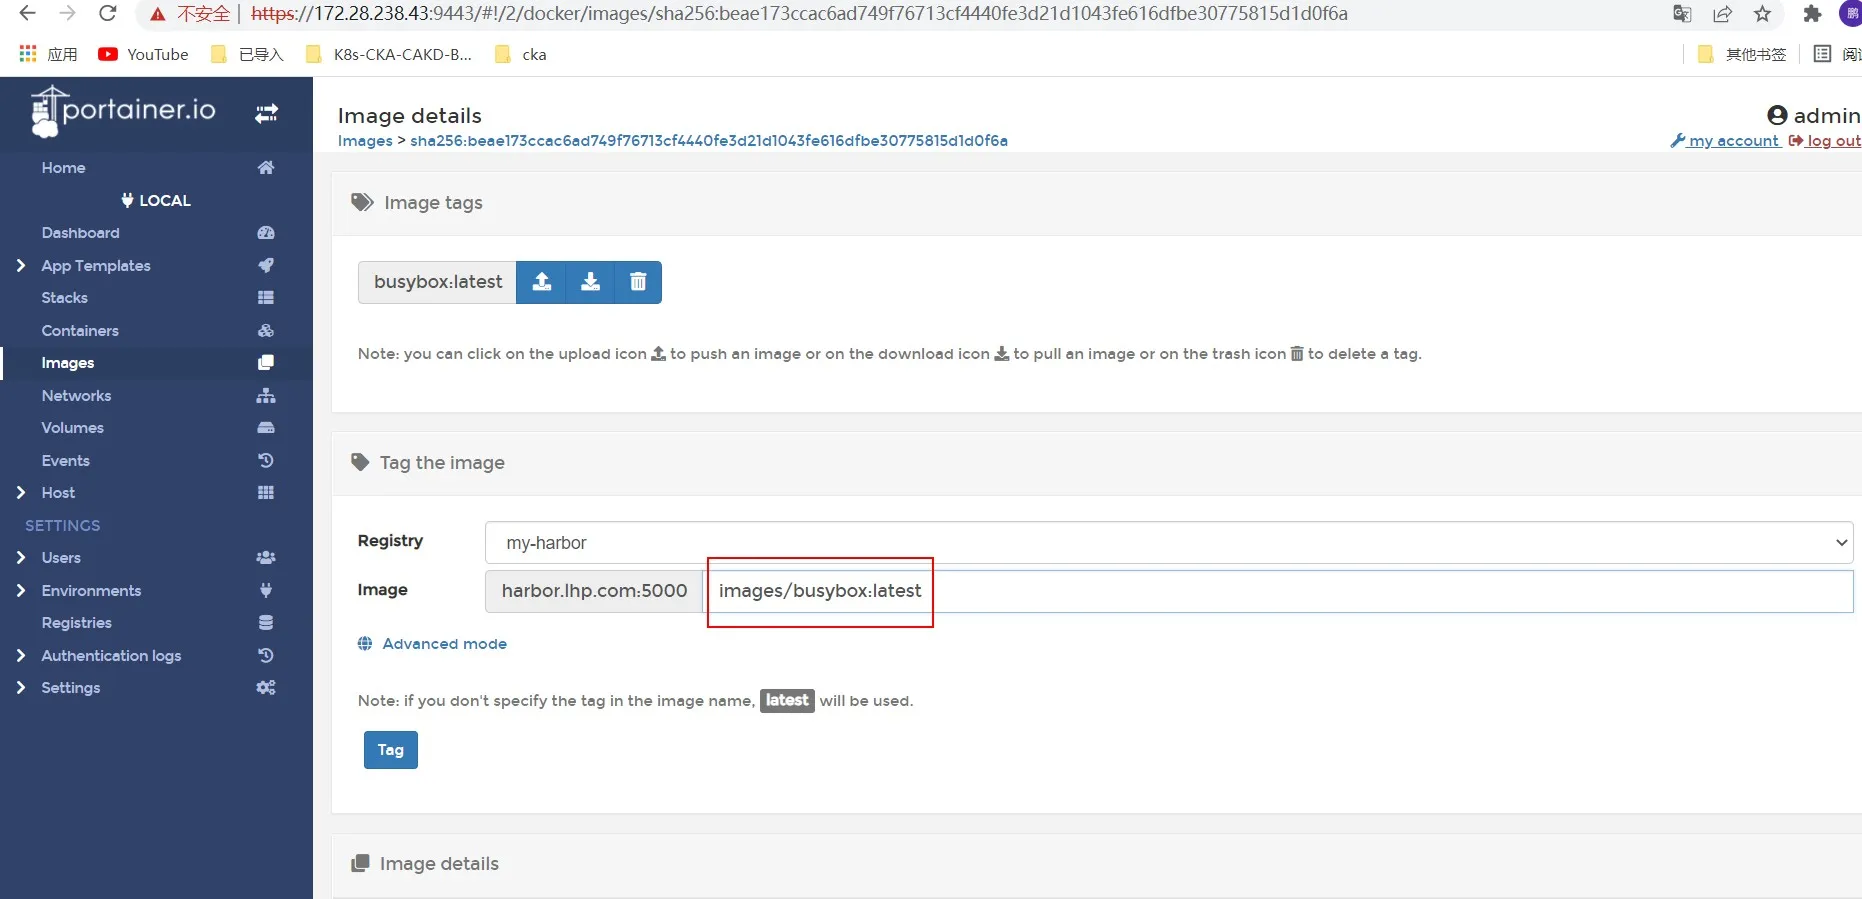 不安全 | https://172.28.238.43:9443/#!/2/docker/images/sha256:beae173ccac6ad749f76713cf4440fe3d21d1043fe616dfbe30775815d1d0f6a
鹏
应用 YouTube 已导入 K8s-CKA-CAKD-B... cka 其他书签
portainer.io
Home
LOCAL
Dashboard
App Templates
Stacks
Containers
Images
Networks
Volumes
Events
Host
SETTINGS
Users
Environments
Registries
Authentication logs
Settings
Image details
Images > sha256:beae173ccac6ad749f76713cf4440fe3d21d1043fe616dfbe30775815d1d0f6a
admin
my account log out
Image tags
busybox:latest
Note: you can click on the upload icon to push an image or on the download icon to pull an image or on the trash icon to delete a tag.
Tag the image
Registry my-harbor
Image harbor.lhp.com:5000 images/busybox:latest
Advanced mode
Note: if you don't specify the tag in the image name, latest will be used.
Tag
Image details